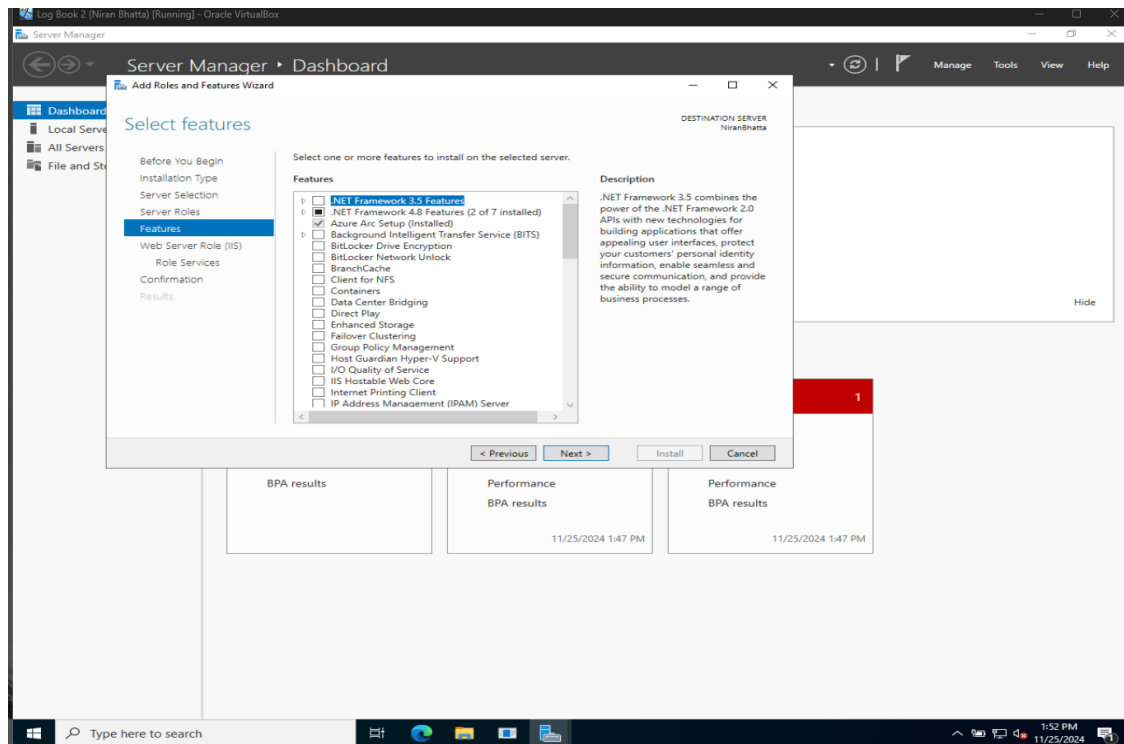 Log Book 2 (Niran Bhatta) [Running] - Oracle VirtualBox
Server Manager
Server Manager ‣ Dashboard
Manage Tools View Help
Add Roles and Features Wizard
Dashboard
Local Serve
All Servers
File and Sto
Select features
DESTINATION SERVER
NiranBhatta
Before You Begin
Installation Type
Server Selection
Server Roles
Features
Web Server Role (IIS)
Role Services
Confirmation
Results
Select one or more features to install on the selected server.
Features
.NET Framework 3.5 Features
.NET Framework 4.8 Features (2 of 7 installed)
Azure Arc Setup (Installed)
Background Intelligent Transfer Service (BITS)
BitLocker Drive Encryption
BitLocker Network Unlock
BranchCache
Client for NFS
Containers
Data Center Bridging
Direct Play
Enhanced Storage
Failover Clustering
Group Policy Management
Host Guardian Hyper-V Support
I/O Quality of Service
IIS Hostable Web Core
Internet Printing Client
IP Address Management (IPAM) Server
Description
.NET Framework 3.5 combines the
power of the .NET Framework 2.0
APIs with new technologies for
building applications that offer
appealing user interfaces, protect
your customers' personal identity
information, enable seamless and
secure communication, and provide
the ability to model a range of
business processes.
< Previous Next > Install Cancel
Hide
1
BPA results
Performance
BPA results
11/25/2024 1:47 PM
Performance
BPA results
11/25/2024 1:47 PM
Type here to search
1:52 PM
11/25/2024
1